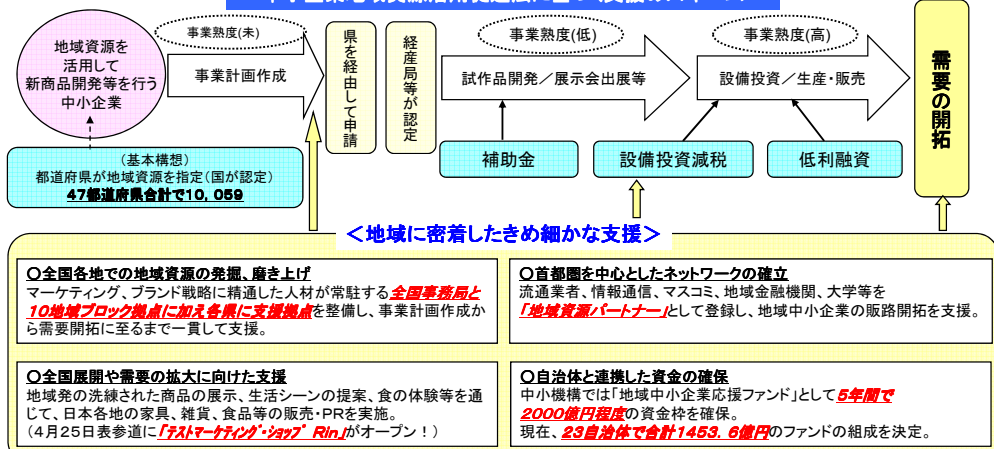 地域資源を
活用して
新商品開発等を行う
中小企業
事業熟度(未)
事業計画作成
県を経由して申請
経産局等が認定
事業熟度(低)
試作品開発／展示会出展等
事業熟度(高)
設備投資／生産・販売
需要の開拓
(基本構想)
都道府県が地域資源を指定(国が認定)
47都道府県合計で10，059
補助金
設備投資減税
低利融資
＜地域に密着したきめ細かな支援＞
○全国各地での地域資源の発掘、磨き上げ
マーケティング、ブランド戦略に精通した人材が常駐する全国事務局と
10地域ブロック拠点に加え各県に支援拠点を整備し、事業計画作成か
ら需要開拓に至るまで一貫して支援。
○首都圏を中心としたネットワークの確立
流通業者、情報通信、マスコミ、地域金融機関、大学等を
「地域資源パートナー」として登録し、地域中小企業の販路開拓を支援。
○全国展開や需要の拡大に向けた支援
地域発の洗練された商品の展示、生活シーンの提案、食の体験等を通
じて、日本各地の家具、雑貨、食品等の販売・PRを実施。
(４月２５日表参道に「ﾃｽﾄﾏｰｹﾃｨﾝｸﾞ・ｼｮｯﾌﾟ Rin」がオープン！)
○自治体と連携した資金の確保
中小機構では「地域中小企業応援ファンド」として5年間で
2000億円程度の資金枠を確保。
現在、23自治体で合計1453．6億円のファンドの組成を決定。